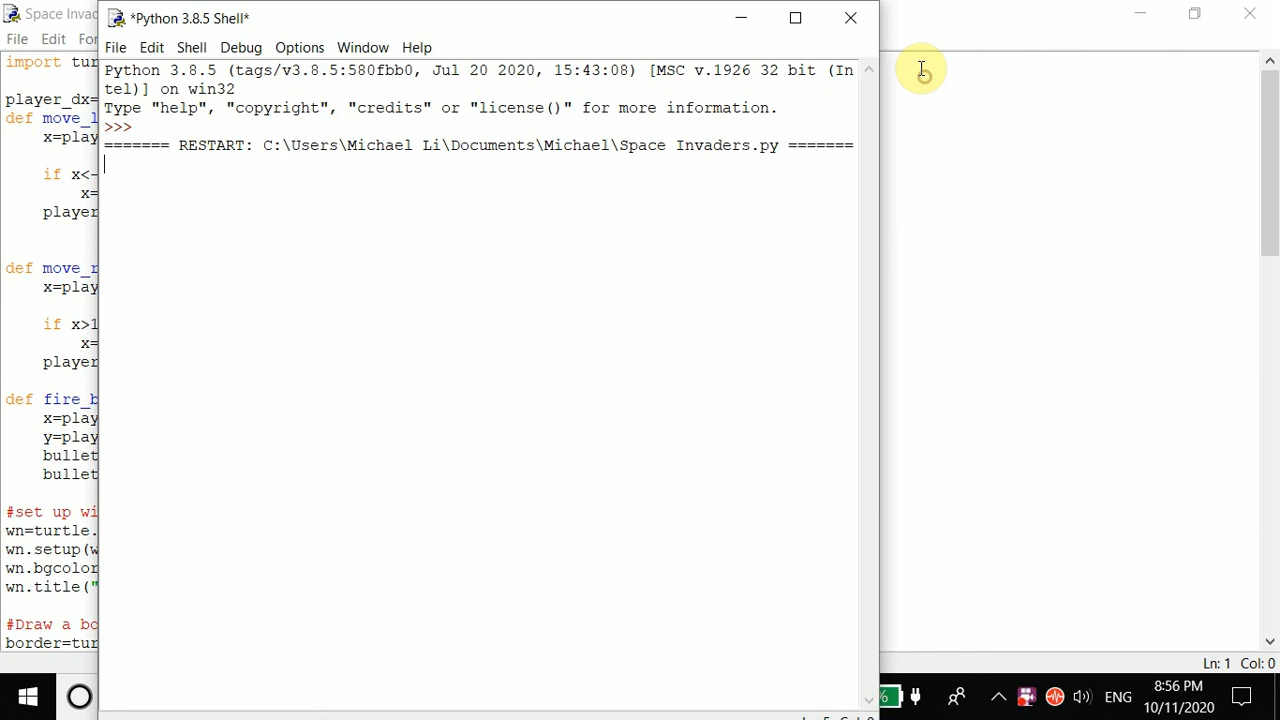 Space Inva
*Python 3.8.5 Shell*
File Edit For
File Edit Shell Debug Options Window Help
Python 3.8.5 (tags/v3.8.5:580fbb0, Jul 20 2020, 15:43:08) [MSC v.1926 32 bit (In
tel)] on win32
Type "help", "copyright", "credits" or "license()" for more information.
>>>
======= RESTART: C:\Users\Michael Li\Documents\Michael\Space Invaders.py =======
import tur
player_dx=
def move_l
x=play
if x<-
x=
player
def move_r
x=play
if x>1
x=
player
def fire_b
x=play
y=play
bullet
bullet
#set up wi
wn=turtle.
wn.setup(w
wn.bgcolor
wn.title("
#Draw a bo
border=tur
Ln: 1 Col: 0
%
ENG
8:56 PM
10/11/2020